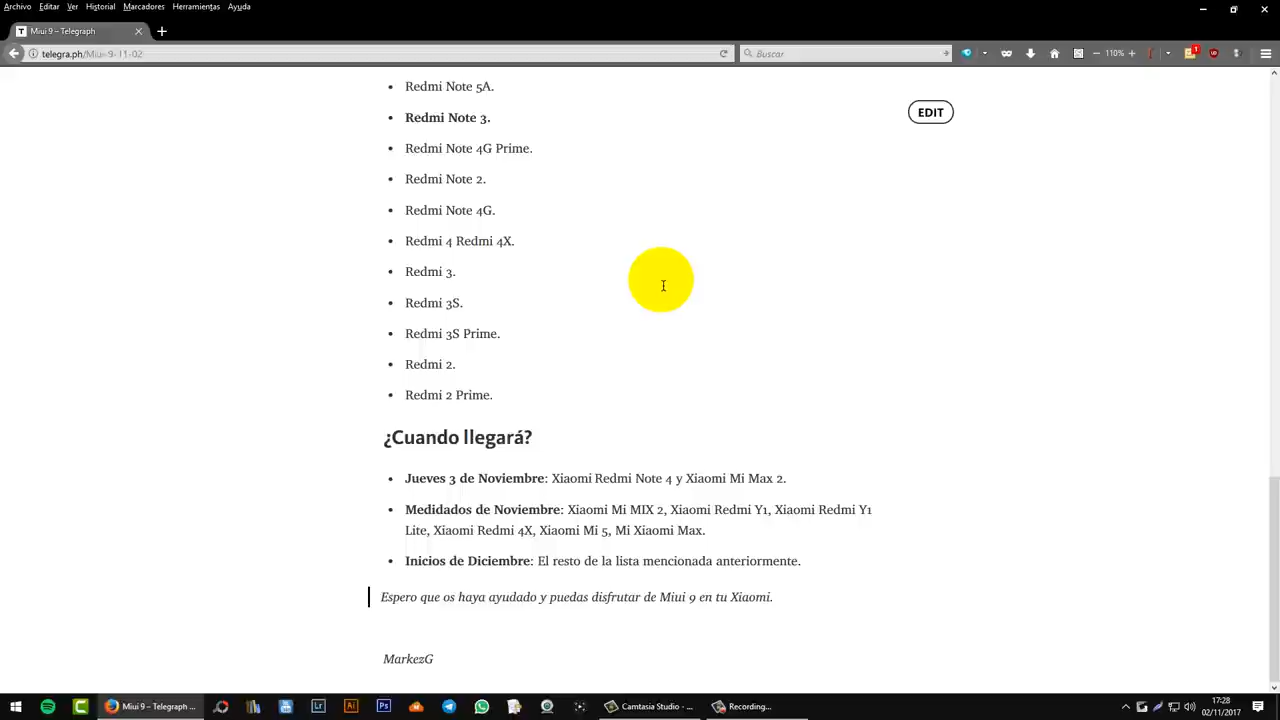 Archivo Editar Ver Historial Marcadores Herramientas Ayuda
Miui 9 – Telegraph
telegra.ph/Miui-9-11-02
Buscar
110%
1
Redmi Note 5A.
EDIT
Redmi Note 3.
Redmi Note 4G Prime.
Redmi Note 2.
Redmi Note 4G.
Redmi 4 Redmi 4X.
Redmi 3.
Redmi 3S.
Redmi 3S Prime.
Redmi 2.
Redmi 2 Prime.
¿Cuando llegará?
Jueves 3 de Noviembre: Xiaomi Redmi Note 4 y Xiaomi Mi Max 2.
Medidados de Noviembre: Xiaomi Mi MIX 2, Xiaomi Redmi Y1, Xiaomi Redmi Y1
Lite, Xiaomi Redmi 4X, Xiaomi Mi 5, Mi Xiaomi Max.
Inicios de Diciembre: El resto de la lista mencionada anteriormente.
Espero que os haya ayudado y puedas disfrutar de Miui 9 en tu Xiaomi.
MarkezG
Miui 9 – Telegraph ...
Lr
Ai
Ps
Camtasia Studio - ...
Recording...
17:28
02/11/2017